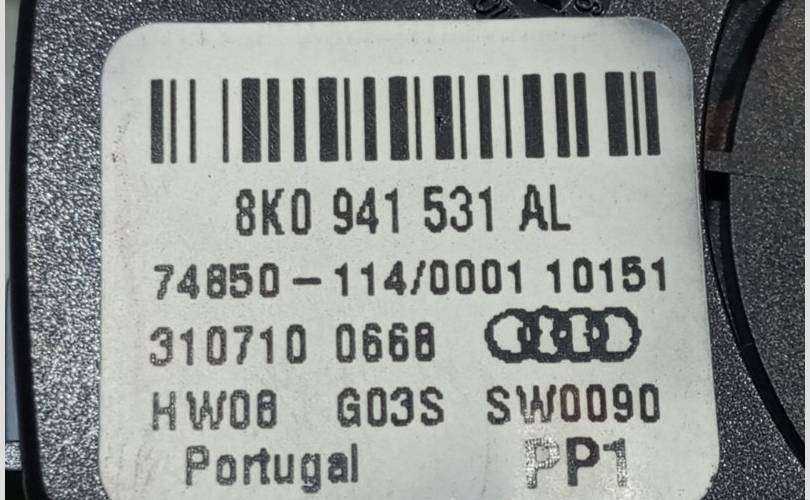 8K0 941 531 AL
74850-114/0001 10151
310710 0668
HW08 G03S SW0090
Portugal PP1